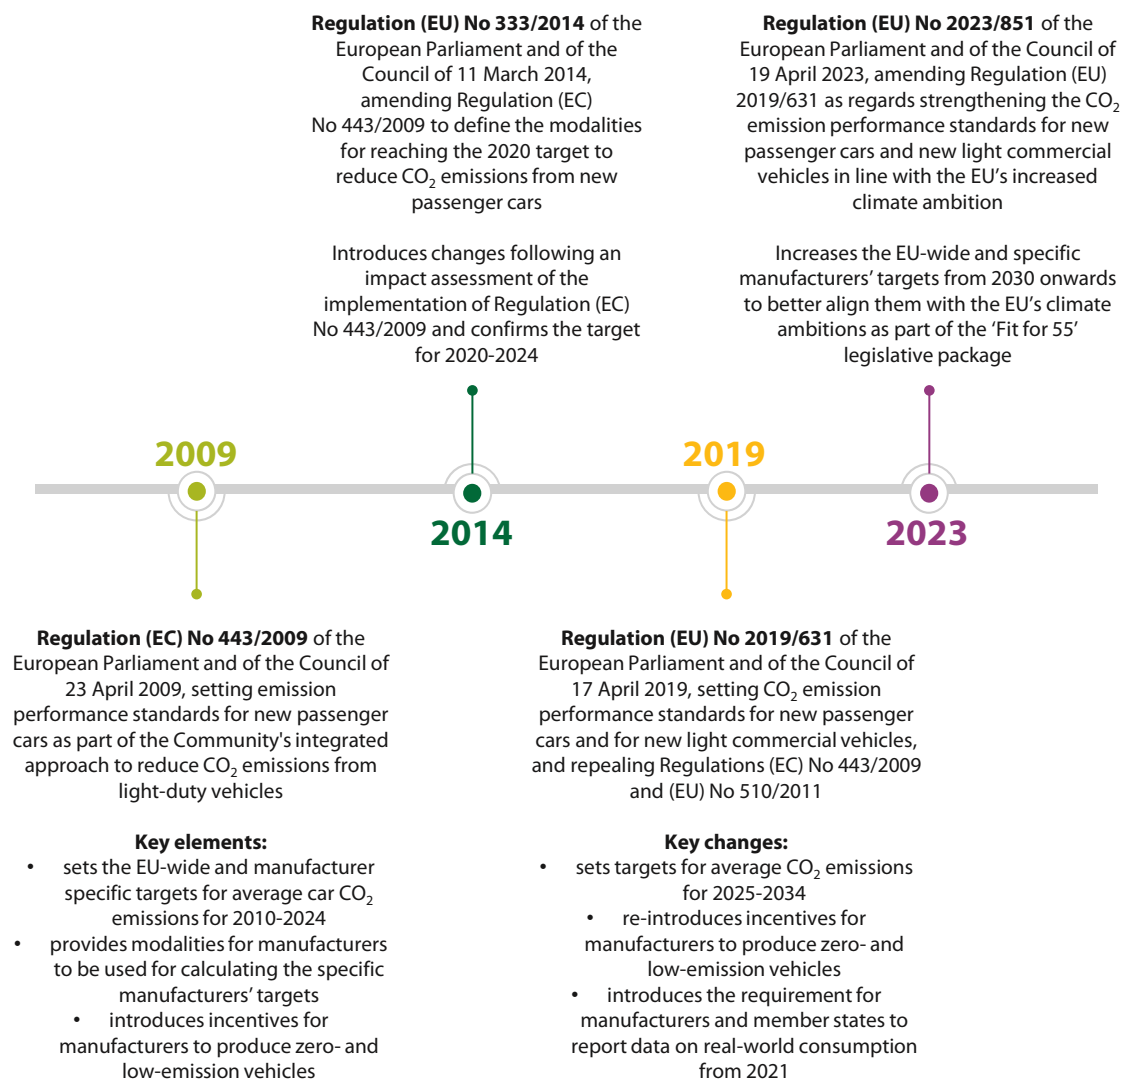 Regulation (EU) No 333/2014 of the
European Parliament and of the
Council of 11 March 2014,
amending Regulation (EC)
No 443/2009 to define the modalities
for reaching the 2020 target to
reduce CO₂ emissions from new
passenger cars
Introduces changes following an
impact assessment of the
implementation of Regulation (EC)
No 443/2009 and confirms the target
for 2020-2024
Regulation (EU) No 2023/851 of the
European Parliament and of the Council of
19 April 2023, amending Regulation (EU)
2019/631 as regards strengthening the CO₂
emission performance standards for new
passenger cars and new light commercial
vehicles in line with the EU’s increased
climate ambition
Increases the EU-wide and specific
manufacturers’ targets from 2030 onwards
to better align them with the EU’s climate
ambitions as part of the ‘Fit for 55’
legislative package
2009
2014
2019
2023
Regulation (EC) No 443/2009 of the
European Parliament and of the Council of
23 April 2009, setting emission
performance standards for new passenger
cars as part of the Community's integrated
approach to reduce CO₂ emissions from
light-duty vehicles
Key elements:
• sets the EU-wide and manufacturer
specific targets for average car CO₂
emissions for 2010-2024
• provides modalities for manufacturers
to be used for calculating the specific
manufacturers’ targets
• introduces incentives for
manufacturers to produce zero- and
low-emission vehicles
Regulation (EU) No 2019/631 of the
European Parliament and of the Council of
17 April 2019, setting CO₂ emission
performance standards for new passenger
cars and for new light commercial vehicles,
and repealing Regulations (EC) No 443/2009
and (EU) No 510/2011
Key changes:
• sets targets for average CO₂ emissions
for 2025-2034
• re-introduces incentives for
manufacturers to produce zero- and
low-emission vehicles
• introduces the requirement for
manufacturers and member states to
report data on real-world consumption
from 2021